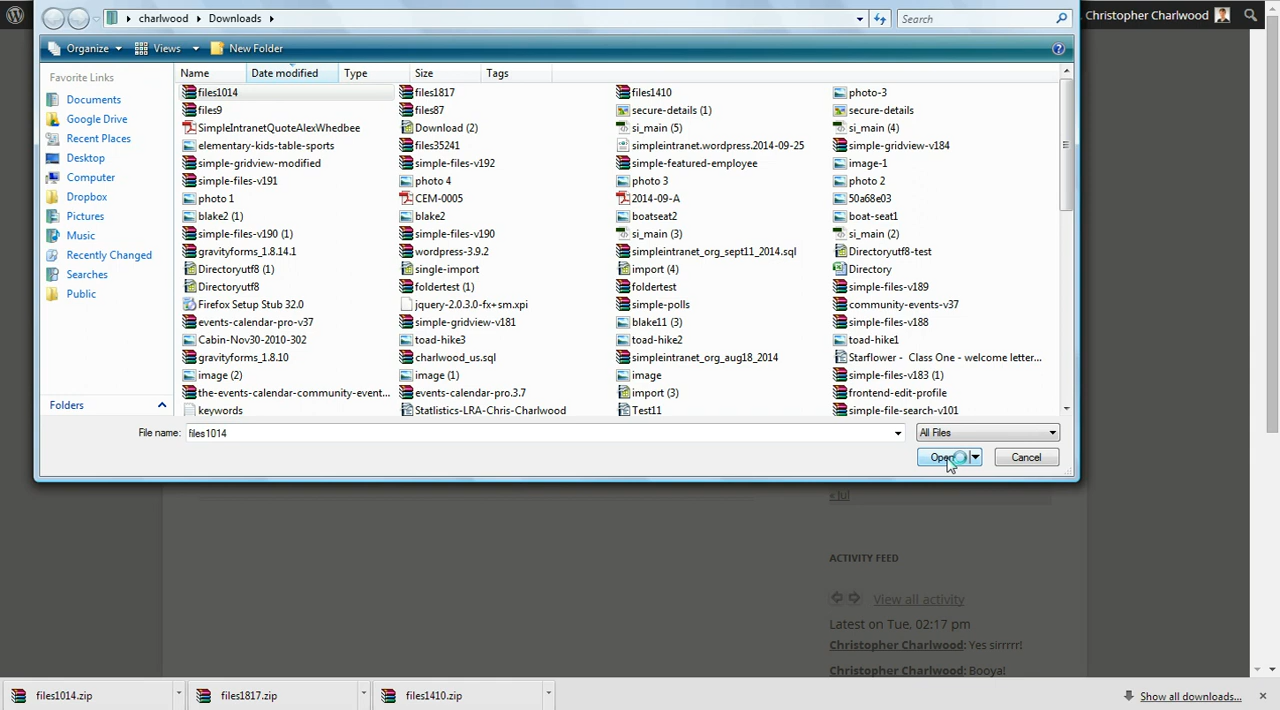 charlwood ▸ Downloads ▸
Search
Christopher Charlwood
Organize
Views
New Folder
Favorite Links
Documents
Google Drive
Recent Places
Desktop
Computer
Dropbox
Pictures
Music
Recently Changed
Searches
Public
Folders
Name Date modified Type Size Tags
files1014 files1817 files1410 photo-3
files9 files87 secure-details (1) secure-details
SimpleIntranetQuoteAlexWhedbee Download (2) si_main (5) si_main (4)
elementary-kids-table-sports files35241 simpleintranet.wordpress.2014-09-25 simple-gridview-v184
simple-gridview-modified simple-files-v192 simple-featured-employee image-1
simple-files-v191 photo 4 photo 3 photo 2
photo 1 CEM-0005 2014-09-A 50a68e03
blake2 (1) blake2 boatseat2 boat-seat1
simple-files-v190 (1) simple-files-v190 si_main (3) si_main (2)
gravityforms_1.8.14.1 wordpress-3.9.2 simpleintranet_org_sept11_2014.sql Directoryutf8-test
Directoryutf8 (1) single-import import (4) Directory
Directoryutf8 foldertest (1) foldertest simple-files-v189
Firefox Setup Stub 32.0 jquery-2.0.3.0-fx+sm.xpi simple-polls community-events-v37
events-calendar-pro-v37 simple-gridview-v181 blake11 (3) simple-files-v188
Cabin-Nov30-2010-302 toad-hike3 toad-hike2 toad-hike1
gravityforms_1.8.10 charlwood_us.sql simpleintranet_org_aug18_2014 Starflower - Class One - welcome letter...
image (2) image (1) image simple-files-v183 (1)
the-events-calendar-community-event... events-calendar-pro.3.7 import (3) frontend-edit-profile
keywords Statlistics-LRA-Chris-Charlwood Test11 simple-file-search-v101
File name: files1014
All Files
Open
Cancel
« Jul
ACTIVITY FEED
View all activity
Latest on Tue, 02:17 pm
Christopher Charlwood: Yes sirrrrr!
Christopher Charlwood: Booya!
files1014.zip files1817.zip files1410.zip Show all downloads...